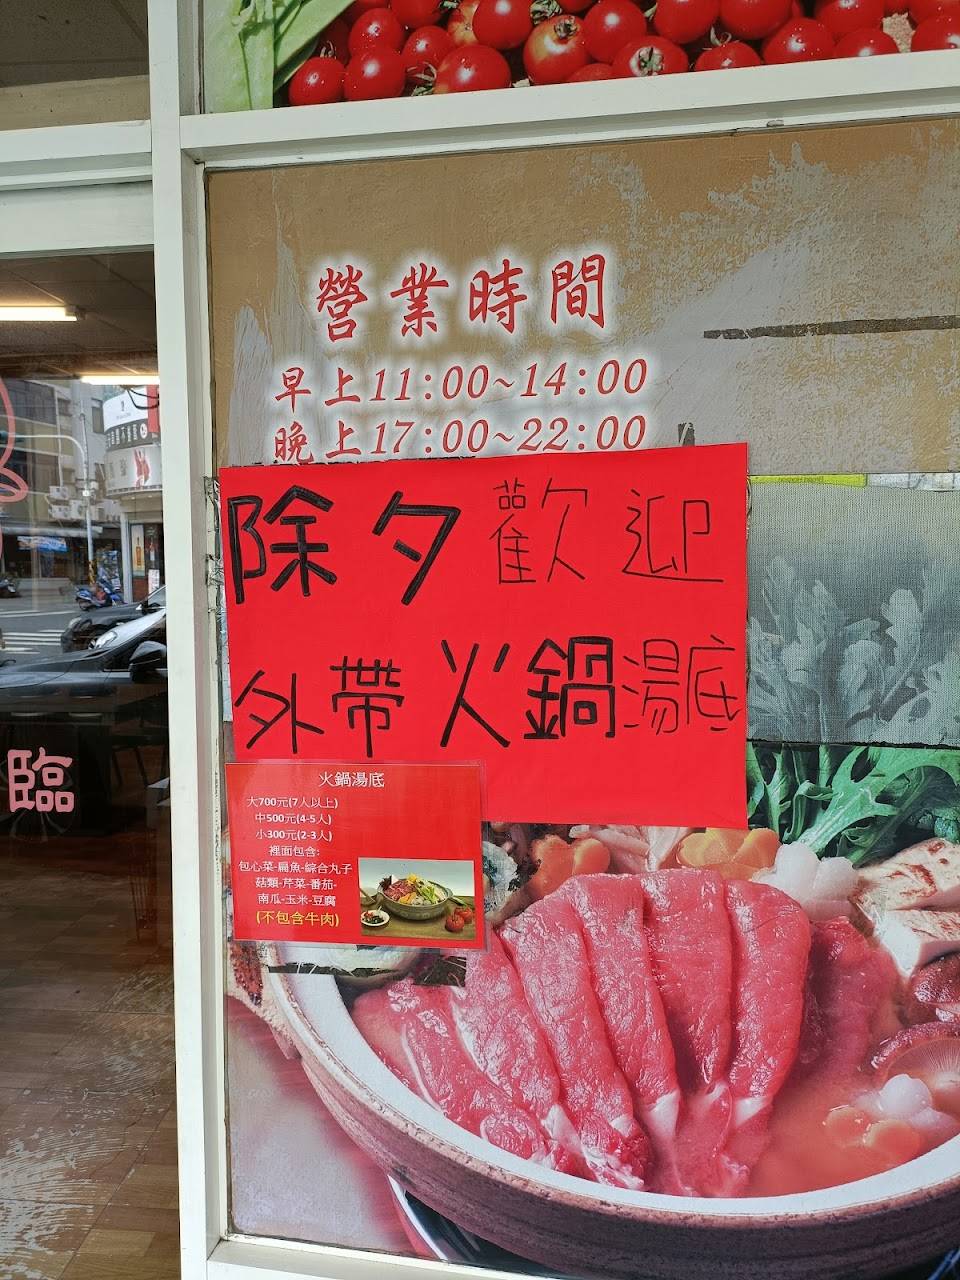 營業時間
早上11:00~14:00
晚上17:00~22:00
除夕歡迎
外帶火鍋湯底
火鍋湯底
大700元(7人以上)
中500元(4-5人)
小300元(2-3人)
裡面包含:
包心菜-扁魚-綜合丸子
菇類-芹菜-番茄-
南瓜-玉米-豆腐
(不包含牛肉)
臨